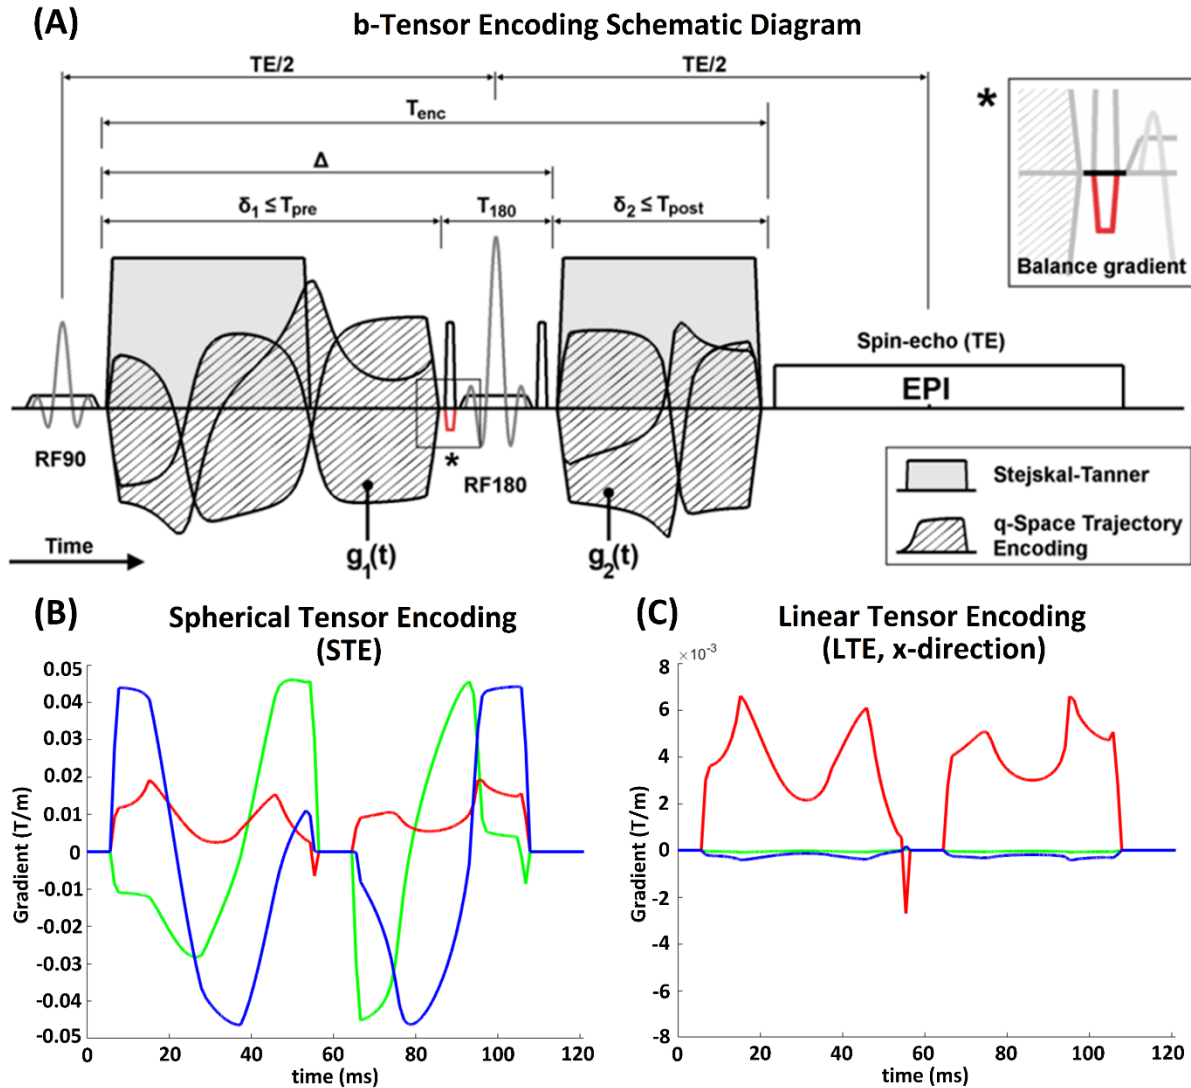 (A)
b-Tensor Encoding Schematic Diagram
TE/2
TE/2
Tenc
Δ
δ1 ≤ Tpre
T180
δ2 ≤ Tpost
*
Balance gradient
Spin-echo (TE)
EPI
RF90
*
RF180
Time
g1(t)
g2(t)
Stejskal-Tanner
q-Space Trajectory
Encoding
(B)
Spherical Tensor Encoding
(STE)
Gradient (T/m)
0.05
0.04
0.03
0.02
0.01
0
-0.01
-0.02
-0.03
-0.04
-0.05
0 20 40 60 80 100 120
time (ms)
(C)
Linear Tensor Encoding
(LTE, x-direction)
×10-3
Gradient (T/m)
8
6
4
2
0
-2
-4
-6
-8
0 20 40 60 80 100 120
time (ms)